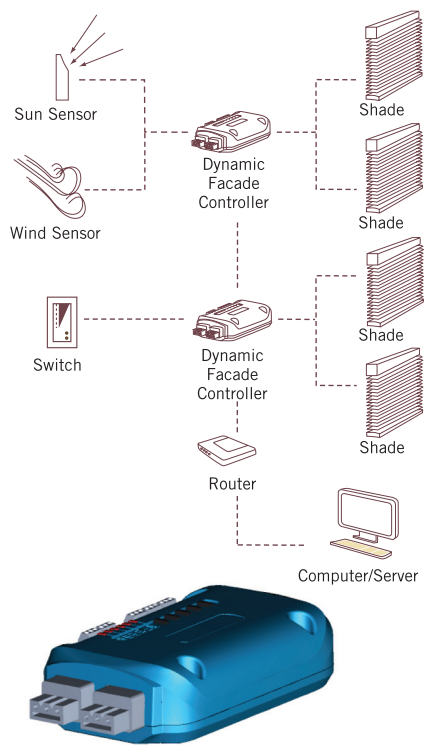 Sun Sensor
Shade
Dynamic
Facade
Controller
Wind Sensor
Shade
Switch
Dynamic
Facade
Controller
Shade
Shade
Router
Computer/Server